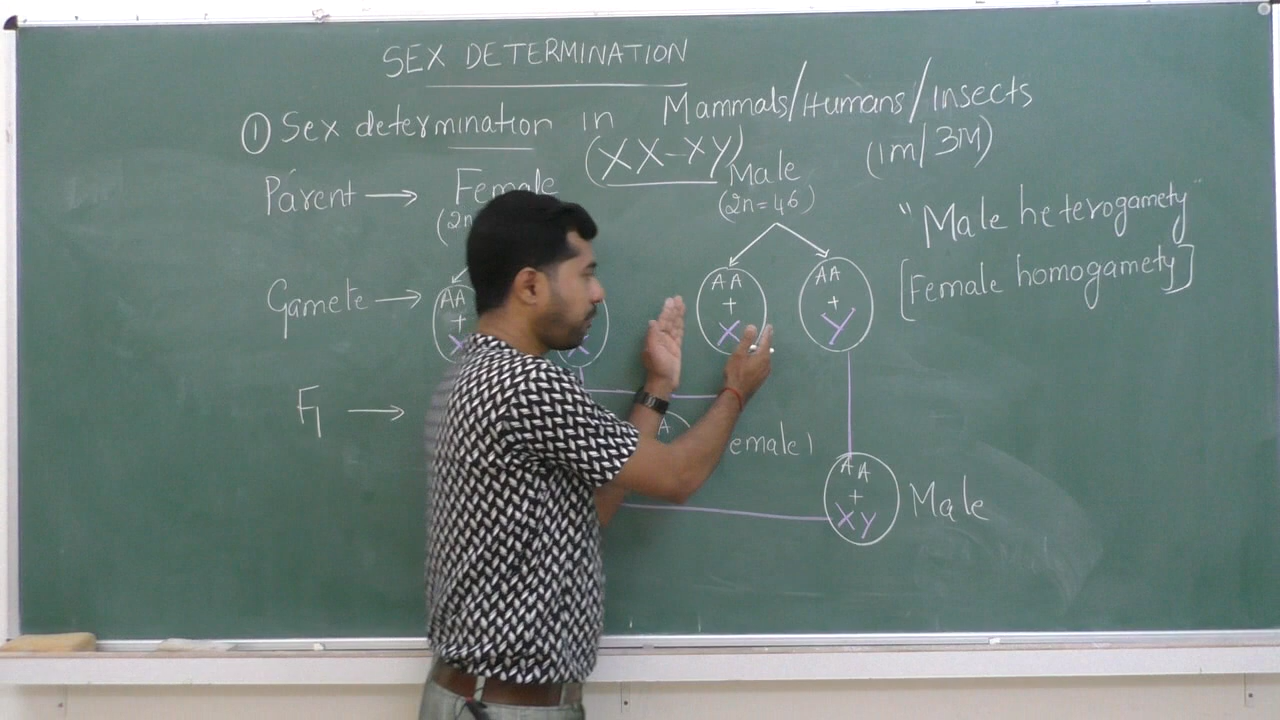 SEX DETERMINATION
① Sex determination in Mammals/Humans/Insects
(XX-XY) (1m/3M)
Parent → Female Male
(2n (2n=46)
"Male heterogamety"
[Female homogamety]
Gamete → AA + X X AA + X AA + Y
F1 → A emale)
AA + XY Male